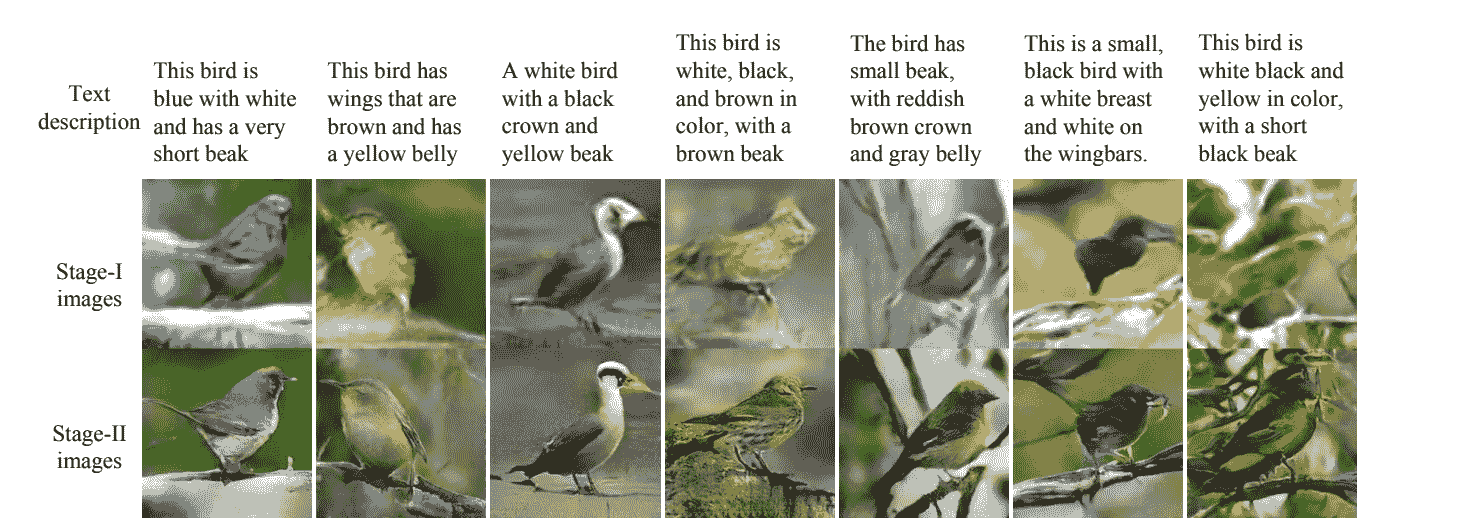 Text
description
This bird is
blue with white
and has a very
short beak
This bird has
wings that are
brown and has
a yellow belly
A white bird
with a black
crown and
yellow beak
This bird is
white, black,
and brown in
color, with a
brown beak
The bird has
small beak,
with reddish
brown crown
and gray belly
This is a small,
black bird with
a white breast
and white on
the wingbars.
This bird is
white black and
yellow in color,
with a short
black beak
Stage-I
images
Stage-II
images